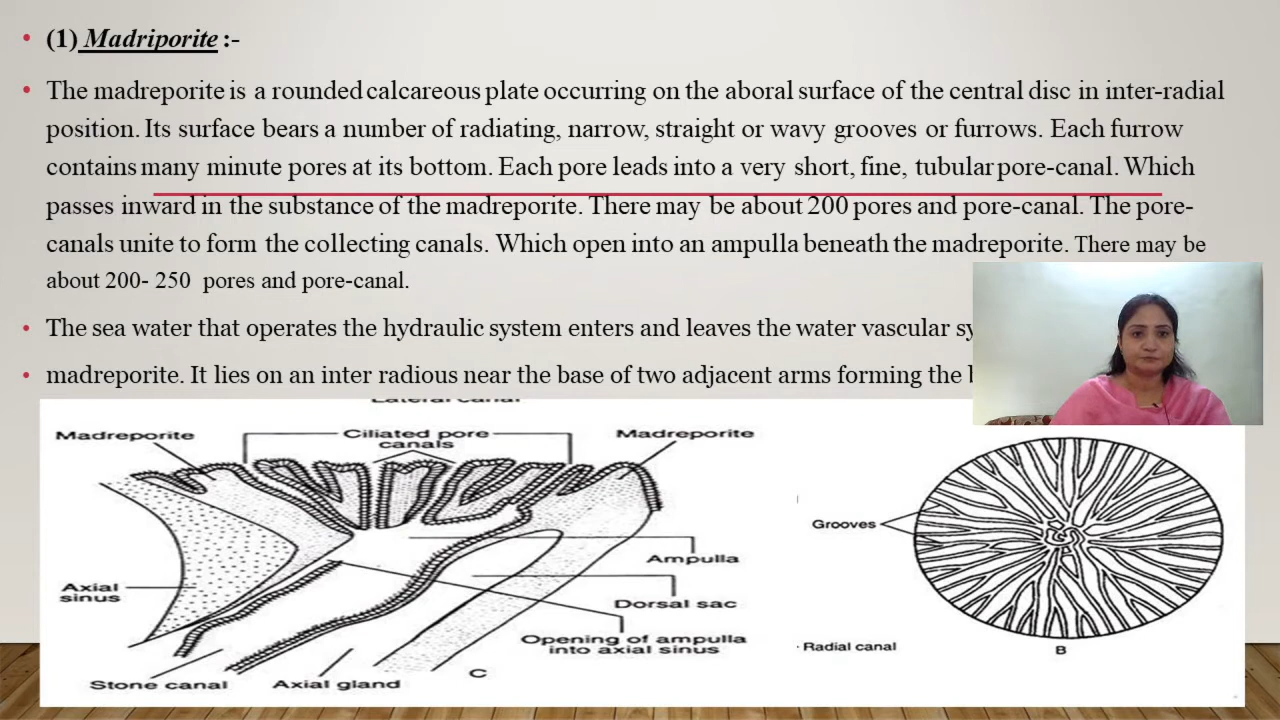 (1) Madriporite :-
The madreporite is a rounded calcareous plate occurring on the aboral surface of the central disc in inter-radial
position. Its surface bears a number of radiating, narrow, straight or wavy grooves or furrows. Each furrow
contains many minute pores at its bottom. Each pore leads into a very short, fine, tubular pore-canal. Which
passes inward in the substance of the madreporite. There may be about 200 pores and pore-canal. The pore-
canals unite to form the collecting canals. Which open into an ampulla beneath the madreporite. There may be
about 200- 250 pores and pore-canal.
The sea water that operates the hydraulic system enters and leaves the water vascular
madreporite. It lies on an inter radious near the base of two adjacent arms forming the
Lateral canal
Madreporite
Ciliated pore
canals
Madreporite
Grooves
Ampulla
Axial
sinus
Dorsal sac
Opening of ampulla
into axial sinus
Radial canal
B
C
Stone canal
Axial gland